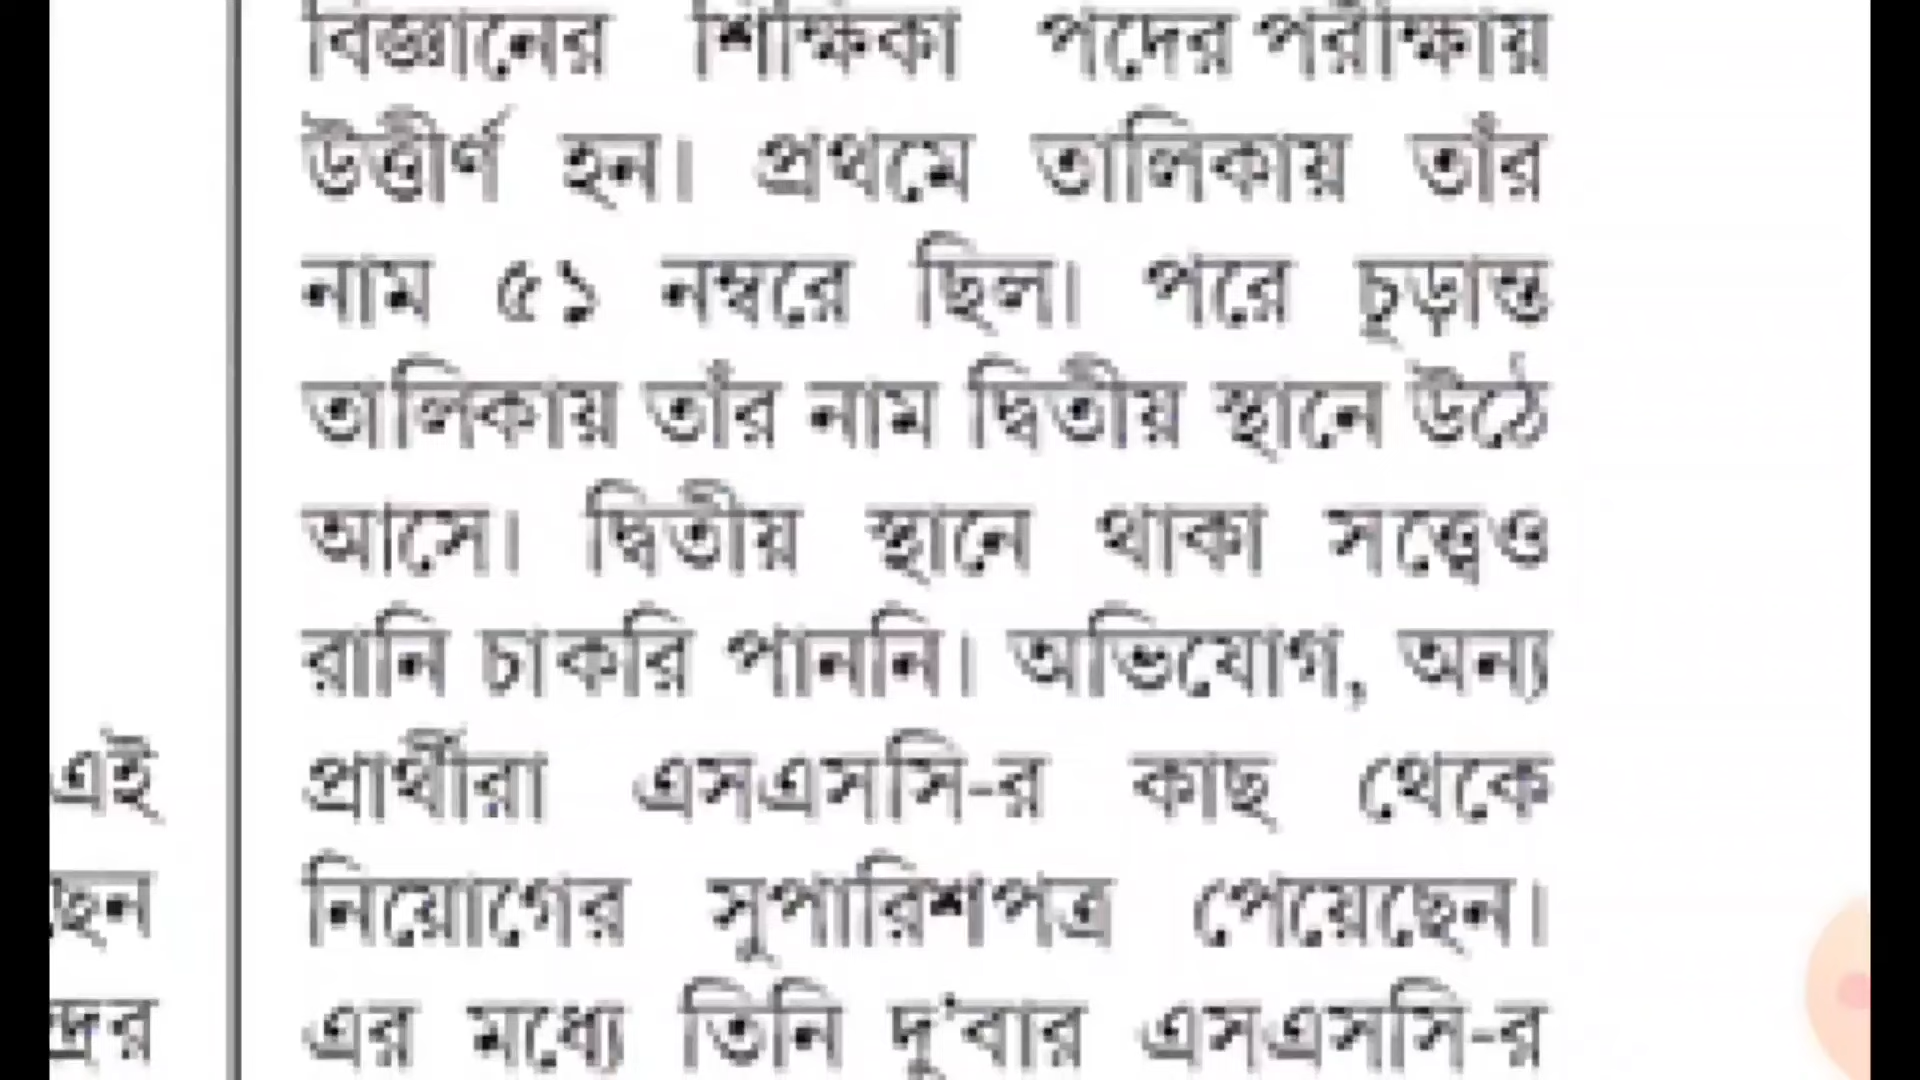 বিজ্ঞানের শিক্ষিকা পদের পরীক্ষায়
উত্তীর্ণ হন। প্রথমে তালিকায় তাঁর
নাম ৫১ নম্বরে ছিল। পরে চূড়ান্ত
তালিকায় তাঁর নাম দ্বিতীয় স্থানে উঠে
আসে। দ্বিতীয় স্থানে থাকা সত্ত্বেও
রানি চাকরি পাননি। অভিযোগ, অন্য
প্রার্থীরা এসএসসি-র কাছ থেকে
নিয়োগের সুপারিশপত্র পেয়েছেন।
এর মধ্যে তিনি দু'বার এসএসসি-র
এই